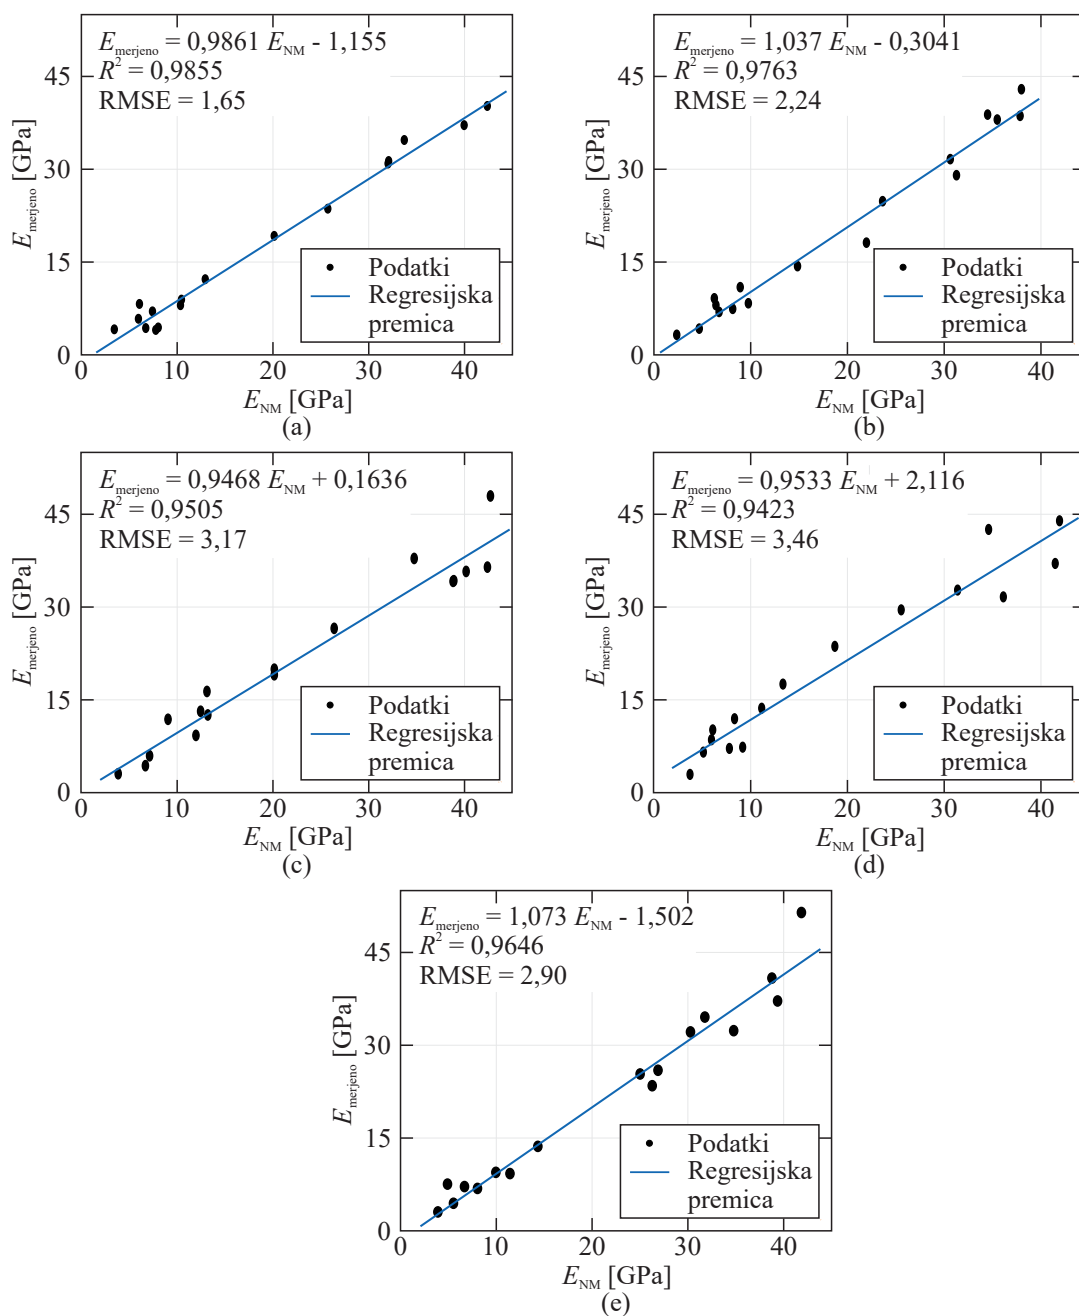 E_merjeno = 0,9861 E_NM - 1,155
R² = 0,9855
RMSE = 1,65
45
30
15
0
E_merjeno [GPa]
Podatki
Regresijska
premica
0 10 20 30 40
E_NM [GPa]
(a)
E_merjeno = 1,037 E_NM - 0,3041
R² = 0,9763
RMSE = 2,24
45
30
15
0
E_merjeno [GPa]
Podatki
Regresijska
premica
0 10 20 30 40
E_NM [GPa]
(b)
E_merjeno = 0,9468 E_NM + 0,1636
R² = 0,9505
RMSE = 3,17
45
30
15
0
E_merjeno [GPa]
Podatki
Regresijska
premica
0 10 20 30 40
E_NM [GPa]
(c)
E_merjeno = 0,9533 E_NM + 2,116
R² = 0,9423
RMSE = 3,46
45
30
15
0
E_merjeno [GPa]
Podatki
Regresijska
premica
0 10 20 30 40
E_NM [GPa]
(d)
E_merjeno = 1,073 E_NM - 1,502
R² = 0,9646
RMSE = 2,90
45
30
15
0
E_merjeno [GPa]
Podatki
Regresijska
premica
0 10 20 30 40
E_NM [GPa]
(e)